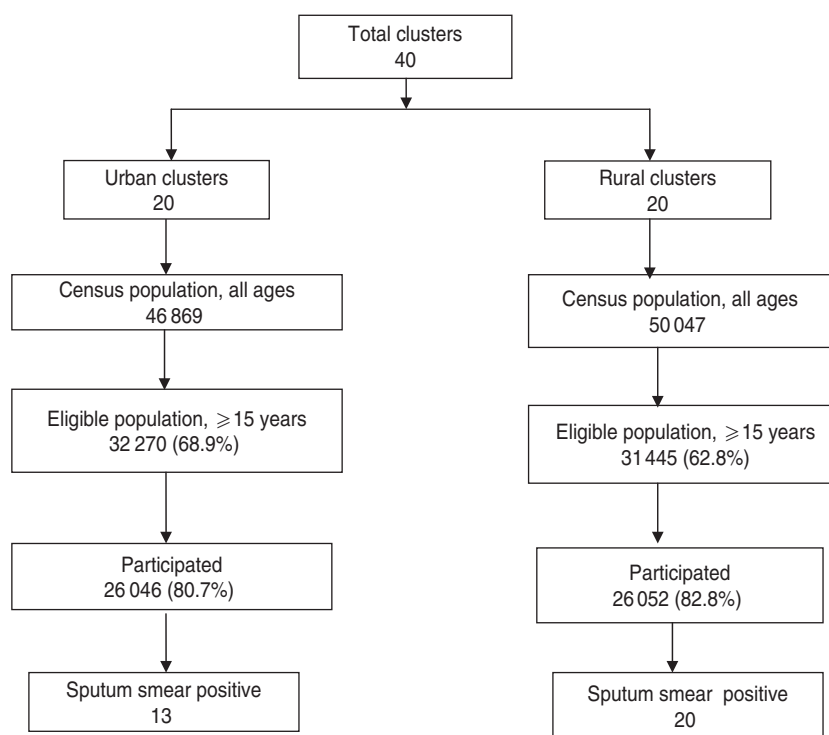 Total clusters
40
Urban clusters
20
Rural clusters
20
Census population, all ages
46 869
Census population, all ages
50 047
Eligible population, ⩾15 years
32 270 (68.9%)
Eligible population, ⩾15 years
31 445 (62.8%)
Participated
26 046 (80.7%)
Participated
26 052 (82.8%)
Sputum smear positive
13
Sputum smear positive
20